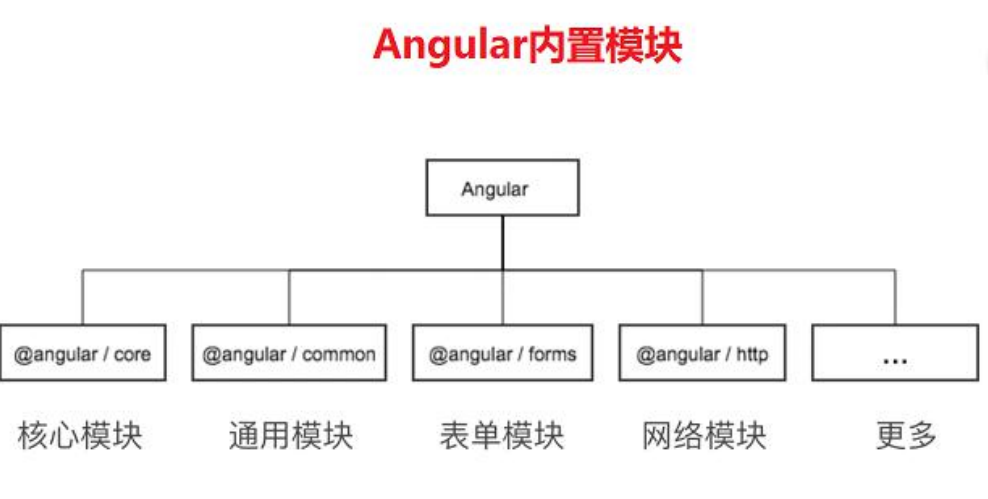 Angular内置模块
Angular
@angular / core
@angular / common
@angular / forms
@angular / http
...
核心模块
通用模块
表单模块
网络模块
更多